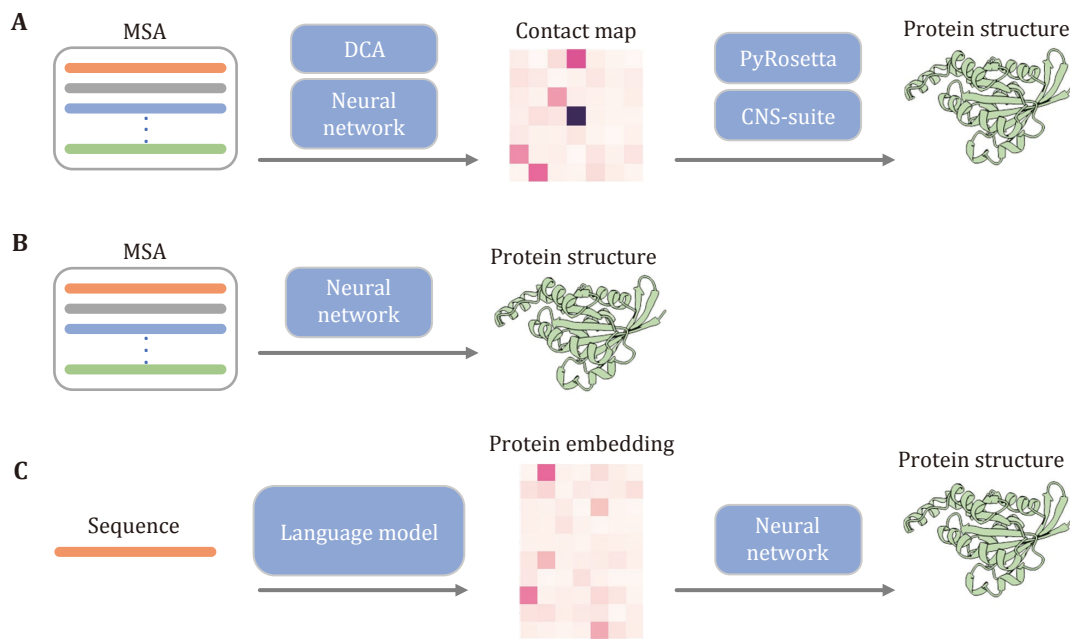 A
MSA
DCA
Neural
network
Contact map
PyRosetta
CNS-suite
Protein structure
B
MSA
Neural
network
Protein structure
C
Sequence
Language model
Protein embedding
Neural
network
Protein structure